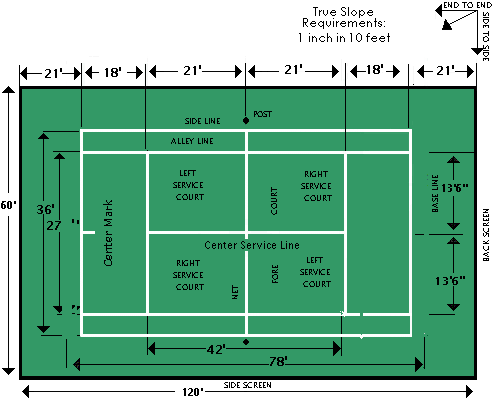 True Slope
Requirements:
1 inch in 10 feet
END TO END
SIDE TO SIDE
21'
18'
21'
21'
18'
21'
POST
SIDE LINE
ALLEY LINE
LEFT
SERVICE
COURT
RIGHT
SERVICE
COURT
COURT
BASE LINE
13'6"
60'
36'
27
Center Mark
Center Service Line
BACK SCREEN
RIGHT
SERVICE
COURT
NET
FORE
LEFT
SERVICE
COURT
13'6"
42'
78'
SIDE SCREEN
120'